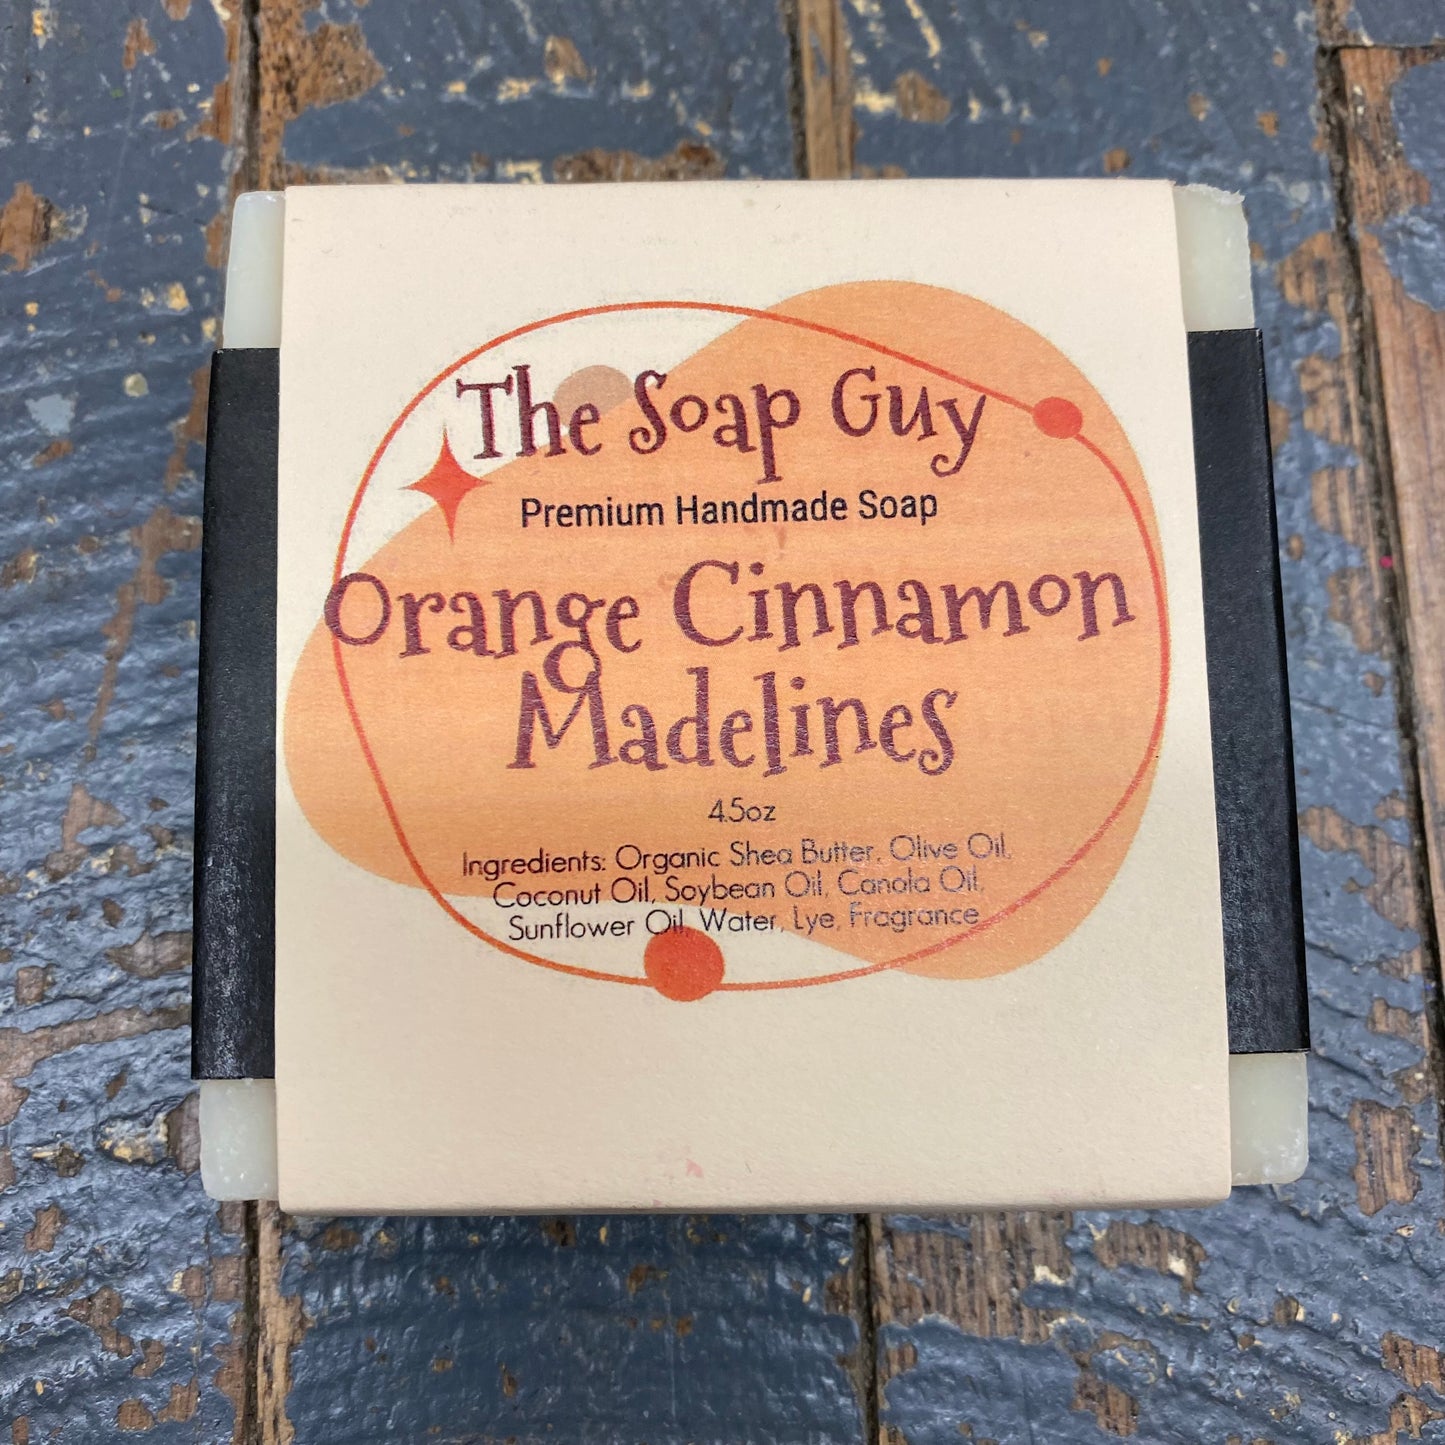 The Soap Guy
Premium Handmade Soap
Orange Cinnamon
Madelines
4.5oz
Ingredients: Organic Shea Butter, Olive Oil,
Coconut Oil, Soybean Oil, Canola Oil,
Sunflower Oil, Water, Lye, Fragrance